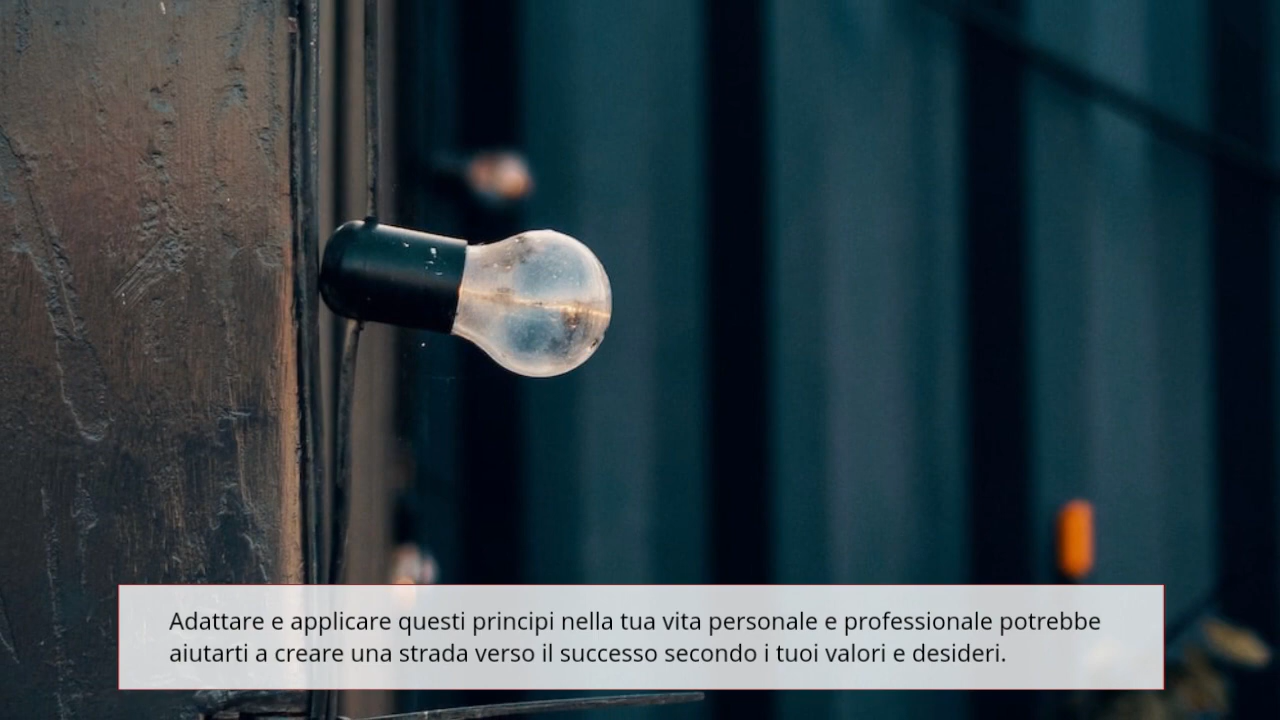 Adattare e applicare questi principi nella tua vita personale e professionale potrebbe
aiutarti a creare una strada verso il successo secondo i tuoi valori e desideri.